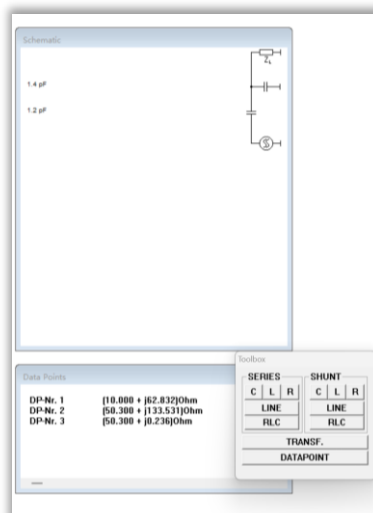 Schematic
Z_L
1.4 pF
1.2 pF
S
Toolbox
SERIES SHUNT
C L R C L R
LINE LINE
RLC RLC
TRANSF.
DATAPOINT
Data Points
DP-Nr. 1 (10.000 + j62.832)Ohm
DP-Nr. 2 (50.300 + j133.531)Ohm
DP-Nr. 3 (50.300 + j0.236)Ohm